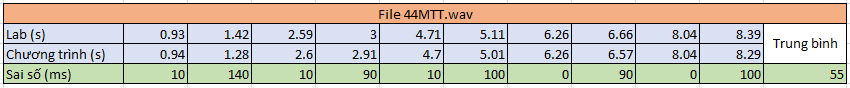 File 44MTT.wav
Lab (s) 0.93 1.42 2.59 3 4.71 5.11 6.26 6.66 8.04 8.39 Trung bình
Chương trình (s) 0.94 1.28 2.6 2.91 4.7 5.01 6.26 6.57 8.04 8.29
Sai số (ms) 10 140 10 90 10 100 0 90 0 100 55